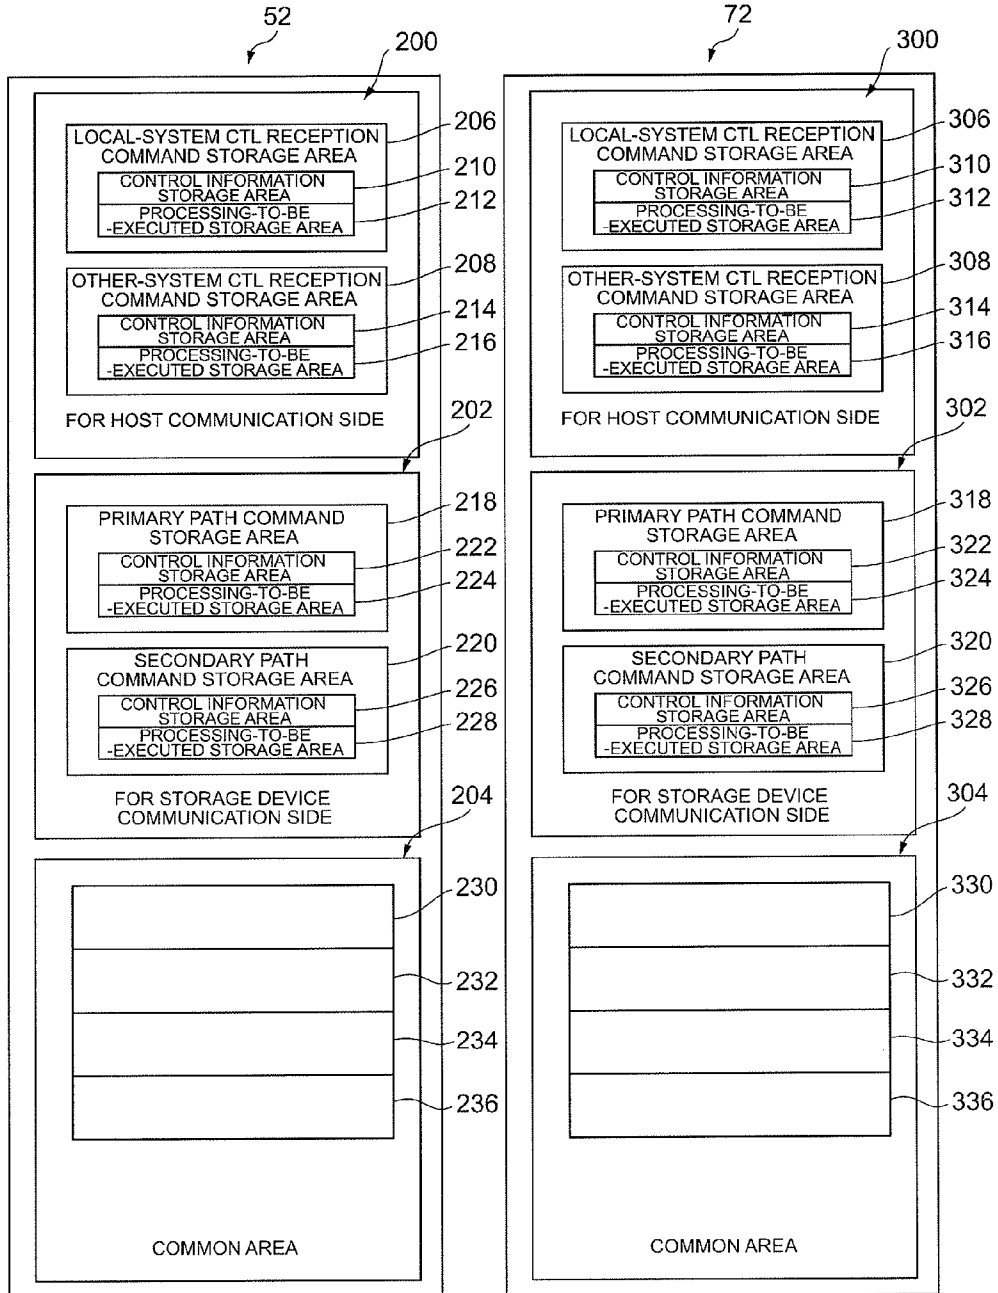 52
200
LOCAL-SYSTEM CTL RECEPTION
COMMAND STORAGE AREA
206
CONTROL INFORMATION
STORAGE AREA
210
PROCESSING-TO-BE
-EXECUTED STORAGE AREA
212
OTHER-SYSTEM CTL RECEPTION
COMMAND STORAGE AREA
208
CONTROL INFORMATION
STORAGE AREA
214
PROCESSING-TO-BE
-EXECUTED STORAGE AREA
216
FOR HOST COMMUNICATION SIDE
202
PRIMARY PATH COMMAND
STORAGE AREA
218
CONTROL INFORMATION
STORAGE AREA
222
PROCESSING-TO-BE
-EXECUTED STORAGE AREA
224
SECONDARY PATH
COMMAND STORAGE AREA
220
CONTROL INFORMATION
STORAGE AREA
226
PROCESSING-TO-BE
-EXECUTED STORAGE AREA
228
FOR STORAGE DEVICE
COMMUNICATION SIDE
204
230
232
234
236
COMMON AREA
72
300
LOCAL-SYSTEM CTL RECEPTION
COMMAND STORAGE AREA
306
CONTROL INFORMATION
STORAGE AREA
310
PROCESSING-TO-BE
-EXECUTED STORAGE AREA
312
OTHER-SYSTEM CTL RECEPTION
COMMAND STORAGE AREA
308
CONTROL INFORMATION
STORAGE AREA
314
PROCESSING-TO-BE
-EXECUTED STORAGE AREA
316
FOR HOST COMMUNICATION SIDE
302
PRIMARY PATH COMMAND
STORAGE AREA
318
CONTROL INFORMATION
STORAGE AREA
322
PROCESSING-TO-BE
-EXECUTED STORAGE AREA
324
SECONDARY PATH
COMMAND STORAGE AREA
320
CONTROL INFORMATION
STORAGE AREA
326
PROCESSING-TO-BE
-EXECUTED STORAGE AREA
328
FOR STORAGE DEVICE
COMMUNICATION SIDE
304
330
332
334
336
COMMON AREA